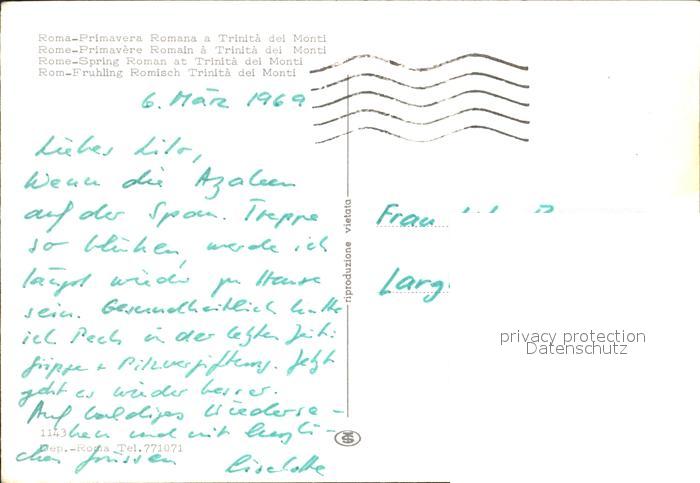 Roma-Primavera Romana a Trinità dei Monti
Rome-Primavère Romain à Trinità dei Monti
Rome-Spring Roman at Trinità dei Monti
Rom-Fruhling Romisch Trinità dei Monti
6. März 1969
Liebes Lilo,
Wenn die Azaleen
auf der Span. Treppe
so blühen, werde ich
längst wieder zu Hause
sein. Gesundheitlich hatte
ich Pech in der letzten Zeit:
Grippe + Pilzvergiftung. Jetzt
geht es wieder besser.
Auf baldiges Wiederse-
hen und mit herzli-
chen Grüssen
Liselotte
1143
Dep.-Roma Tel.771071
riproduzione vietata
Frau
Larg
privacy protection
Datenschutz